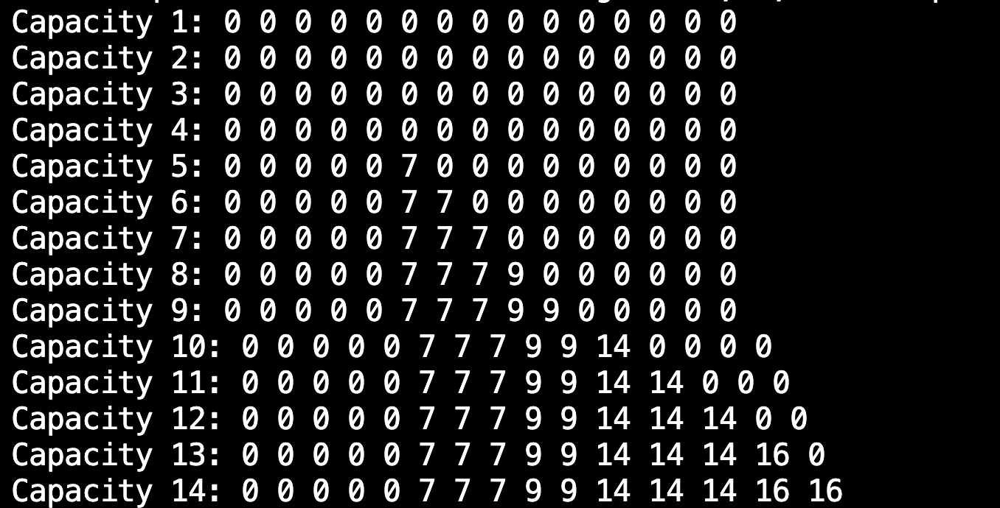 Capacity 1: 0 0 0 0 0 0 0 0 0 0 0 0 0 0 0
Capacity 2: 0 0 0 0 0 0 0 0 0 0 0 0 0 0 0
Capacity 3: 0 0 0 0 0 0 0 0 0 0 0 0 0 0 0
Capacity 4: 0 0 0 0 0 0 0 0 0 0 0 0 0 0 0
Capacity 5: 0 0 0 0 0 7 0 0 0 0 0 0 0 0 0
Capacity 6: 0 0 0 0 0 7 7 0 0 0 0 0 0 0 0
Capacity 7: 0 0 0 0 0 7 7 7 0 0 0 0 0 0 0
Capacity 8: 0 0 0 0 0 7 7 7 9 0 0 0 0 0 0
Capacity 9: 0 0 0 0 0 7 7 7 9 9 0 0 0 0 0
Capacity 10: 0 0 0 0 0 7 7 7 9 9 14 0 0 0 0
Capacity 11: 0 0 0 0 0 7 7 7 9 9 14 14 0 0 0
Capacity 12: 0 0 0 0 0 7 7 7 9 9 14 14 14 0 0
Capacity 13: 0 0 0 0 0 7 7 7 9 9 14 14 14 16 0
Capacity 14: 0 0 0 0 0 7 7 7 9 9 14 14 14 16 16